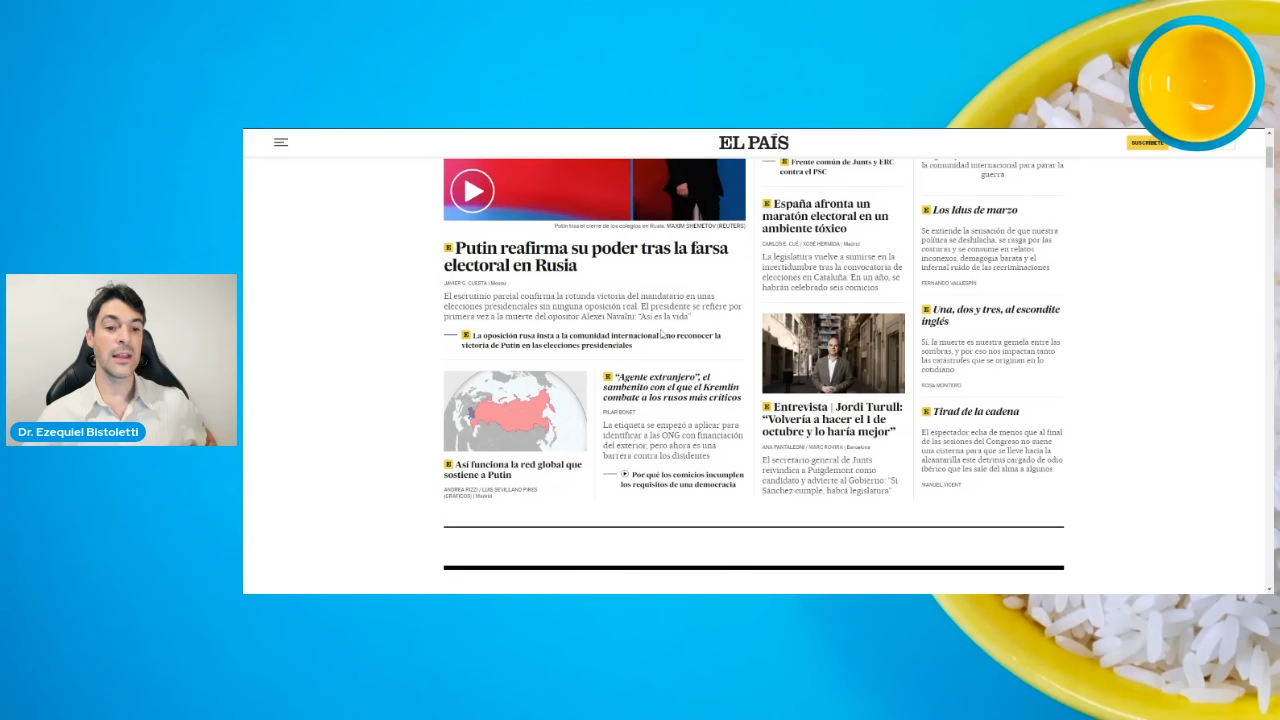 EL PAÍS
SUSCRÍBETE
Putin tras el cierre de los colegios en Rusia. MAXIM SHEMETOV (REUTERS)
E Putin reafirma su poder tras la farsa
electoral en Rusia
JAVIER G. CUESTA | Moscú
El escrutinio parcial confirma la rotunda victoria del mandatario en unas
elecciones presidenciales sin ninguna oposición real. El presidente se refiere por
primera vez a la muerte del opositor Alexei Navalni: “Así es la vida”
E La oposición rusa insta a la comunidad internacional no reconocer la
victoria de Putin en las elecciones presidenciales
E Así funciona la red global que
sostiene a Putin
ANDREA RIZZI / LUIS SEVILLANO PIRES
(GRÁFICOS) | Madrid
E “Agente extranjero”, el
sambenito con el que el Kremlin
combate a los rusos más críticos
PILAR BONET
La etiqueta se empezó a aplicar para
identificar a las ONG con financiación
del exterior, pero ahora es una
barrera contra los disidentes
Por qué los comicios incumplen
los requisitos de una democracia
E Frente común de Junts y ERC
contra el PSC
E España afronta un
maratón electoral en un
ambiente tóxico
CARLOS E. CUÉ / XOSÉ HERMIDA | Madrid
La legislatura vuelve a sumirse en la
incertidumbre tras la convocatoria de
elecciones en Cataluña. En un año, se
habrán celebrado seis comicios
E Entrevista | Jordi Turull:
“Volvería a hacer el 1 de
octubre y lo haría mejor”
ANA PANTALEONI / MARC ROVIRA | Barcelona
El secretario general de Junts
reivindica a Puigdemont como
candidato y advierte al Gobierno: “Si
Sánchez cumple, habrá legislatura”
la comunidad internacional para parar la
guerra
E Los Idus de marzo
Se extiende la sensación de que nuestra
política se deshilacha, se rasga por las
costuras y se consume en relatos
inconexos, demagogia barata y el
infernal ruido de las recriminaciones
FERNANDO VALLESPÍN
E Una, dos y tres, al escondite
inglés
Sí, la muerte es nuestra gemela entre las
sombras, y por eso nos impactan tanto
las catástrofes que se originan en lo
cotidiano
ROSA MONTERO
E Tirad de la cadena
El espectador echa de menos que al final
de las sesiones del Congreso no suene
una cisterna para que se lleve hacia la
alcantarilla este detritus cargado de odio
ibérico que les sale del alma a algunos
MANUEL VICENT
Dr. Ezequiel Bistoletti